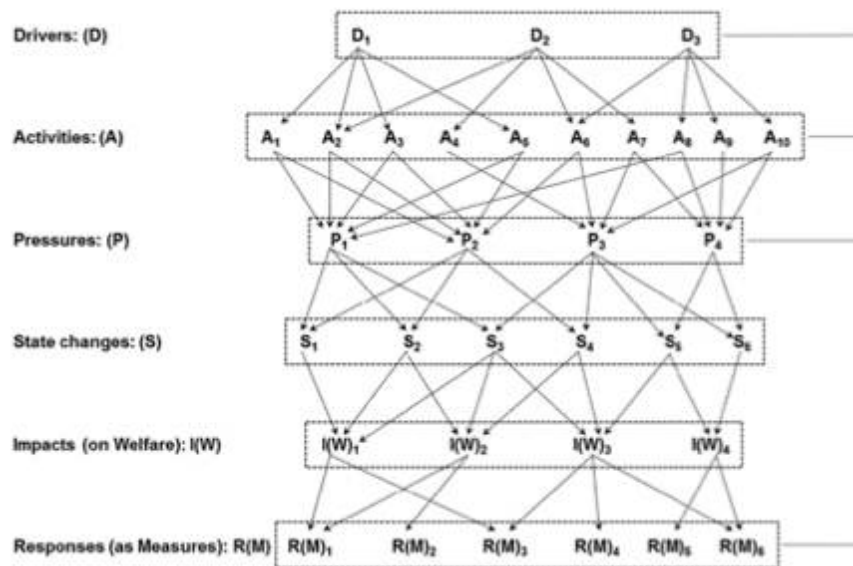 Drivers: (D) D₁ D₂ D₃
Activities: (A) A₁ A₂ A₃ A₄ A₅ A₆ A₇ A₈ A₉ A₁₀
Pressures: (P) P₁ P₂ P₃ P₄
State changes: (S) S₁ S₂ S₃ S₄ S₅ S₆
Impacts (on Welfare): I(W) I(W)₁ I(W)₂ I(W)₃ I(W)₄
Responses (as Measures): R(M) R(M)₁ R(M)₂ R(M)₃ R(M)₄ R(M)₅ R(M)₆